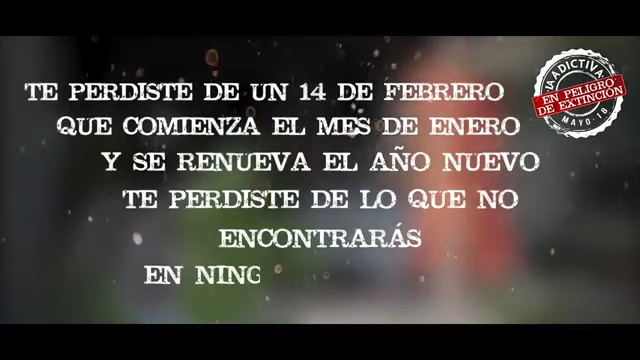 TE PERDISTE DE UN 14 DE FEBRERO
QUE COMIENZA EL MES DE ENERO
Y SE RENUEVA EL AÑO NUEVO
TE PERDISTE DE LO QUE NO
ENCONTRARÁS
EN NING
LA ADICTIVA
EN PELIGRO
DE EXTINCIÓN
MAYO-18